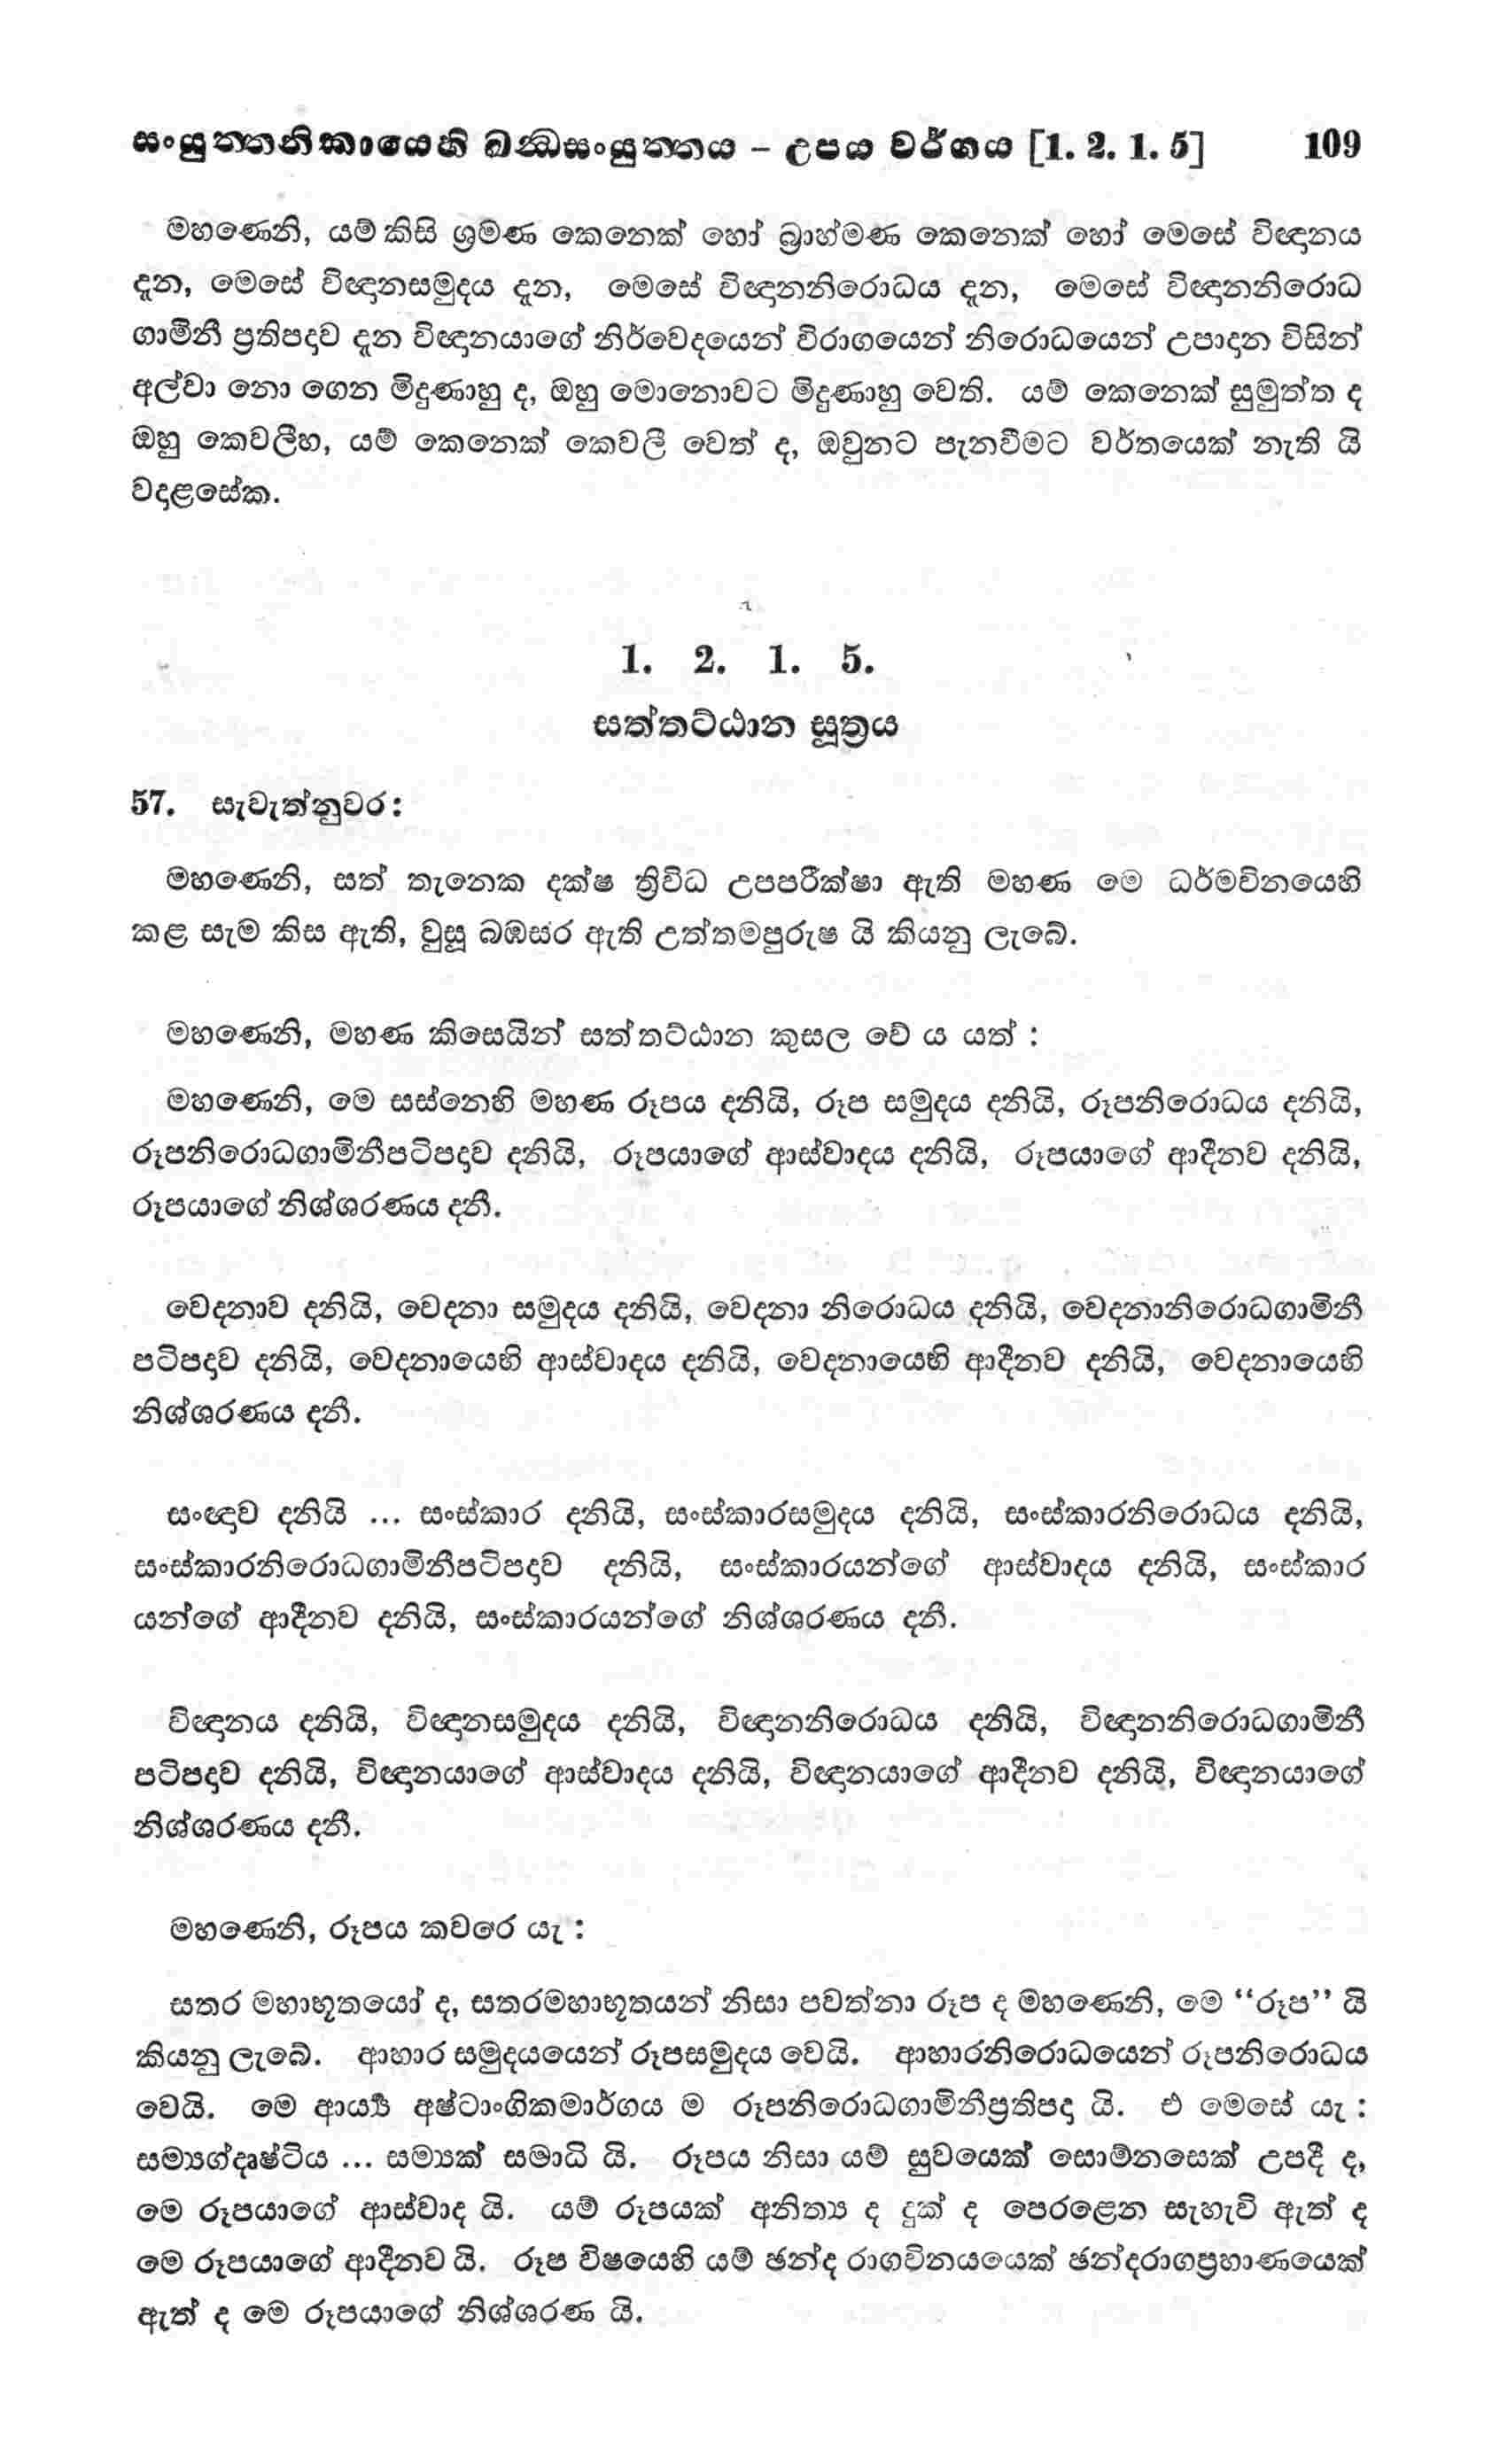 සංයුත්තනිකායෙහි ඛන්ධසංයුත්තය – උපය වර්ගය [1. 2. 1. 5] 109
මහණෙනි, යම් කිසි ශ්‍රමණ කෙනෙක් හෝ බ්‍රාහ්මණ කෙනෙක් හෝ මෙසේ විඥානය
දැන, මෙසේ විඥානසමුදය දැන, මෙසේ විඥානනිරොධය දැන, මෙසේ විඥානනිරොධ
ගාමිනී ප්‍රතිපදාව දැන විඥානයාගේ නිර්වෙදයෙන් විරාගයෙන් නිරොධයෙන් උපාදාන විසින්
අල්වා නො ගෙන මිදුණාහු ද, ඔහු මොනොවට මිදුණාහු වෙති. යම් කෙනෙක් සුමුත්ත ද
ඔහු කෙවලීහ, යම් කෙනෙක් කෙවලී වෙත් ද, ඔවුනට පැනවීමට වර්තයෙක් නැති යි
වදාළසේක.
1. 2. 1. 5.
සත්තට්ඨාන සූත්‍රය
57. සැවැත්නුවර:
මහණෙනි, සත් තැනෙක දක්ෂ ත්‍රිවිධ උපපරීක්ෂා ඇති මහණ මෙ ධර්මවිනයෙහි
කළ සැම කිස ඇති, වුසූ බඹසර ඇති උත්තමපුරුෂ යි කියනු ලැබේ.
මහණෙනි, මහණ කිසෙයින් සත්තට්ඨාන කුසල වේ ය යත් :
මහණෙනි, මෙ සස්නෙහි මහණ රූපය දනියි, රූප සමුදය දනියි, රූපනිරොධය දනියි,
රූපනිරොධගාමිනීපටිපදාව දනියි, රූපයාගේ ආස්වාදය දනියි, රූපයාගේ ආදීනව දනියි,
රූපයාගේ නිශ්ශරණය දනී.
වෙදනාව දනියි, වෙදනා සමුදය දනියි, වෙදනා නිරොධය දනියි, වෙදනානිරොධගාමිනී
පටිපදාව දනියි, වෙදනායෙහි ආස්වාදය දනියි, වෙදනායෙහි ආදීනව දනියි, වෙදනායෙහි
නිශ්ශරණය දනී.
සංඥාව දනියි ... සංස්කාර දනියි, සංස්කාරසමුදය දනියි, සංස්කාරනිරොධය දනියි,
සංස්කාරනිරොධගාමිනීපටිපදාව දනියි, සංස්කාරයන්ගේ ආස්වාදය දනියි, සංස්කාර
යන්ගේ ආදීනව දනියි, සංස්කාරයන්ගේ නිශ්ශරණය දනී.
විඥානය දනියි, විඥානසමුදය දනියි, විඥානනිරොධය දනියි, විඥානනිරොධගාමිනී
පටිපදාව දනියි, විඥානයාගේ ආස්වාදය දනියි, විඥානයාගේ ආදීනව දනියි, විඥානයාගේ
නිශ්ශරණය දනී.
මහණෙනි, රූපය කවරෙ යැ :
සතර මහාභූතයෝ ද, සතරමහාභූතයන් නිසා පවත්නා රූප ද මහණෙනි, මෙ “රූප” යි
කියනු ලැබේ. ආහාර සමුදයයෙන් රූපසමුදය වෙයි. ආහාරනිරොධයෙන් රූපනිරොධය
වෙයි. මෙ ආර්‍ය්‍ය අෂ්ටාංගිකමාර්ගය ම රූපනිරොධගාමිනීප්‍රතිපදා යි. එ මෙසේ යැ :
සම්‍යග්දෘෂ්ටිය ... සම්‍යක් සමාධි යි. රූපය නිසා යම් සුවයෙක් සොම්නසෙක් උපදී ද,
මෙ රූපයාගේ ආස්වාද යි. යම් රූපයක් අනිත්‍ය ද දුක් ද පෙරළෙන සැහැවි ඇත් ද
මෙ රූපයාගේ ආදීනව යි. රූප විෂයෙහි යම් ඡන්ද රාගවිනයයෙක් ඡන්දරාගප්‍රහාණයෙක්
ඇත් ද මෙ රූපයාගේ නිශ්ශරණ යි.